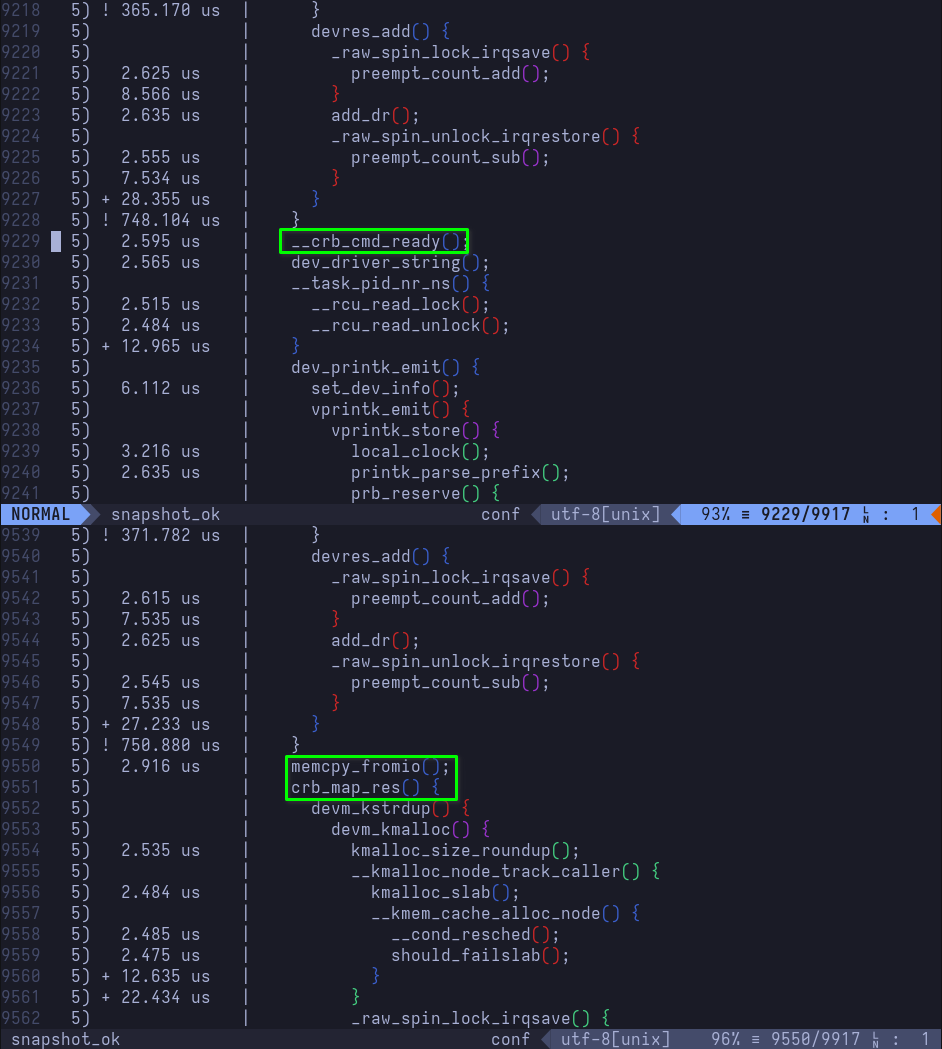 9218   5) ! 365.170 us  |      }
9219   5)               |      devres_add() {
9220   5)               |        _raw_spin_lock_irqsave() {
9221   5)   2.625 us    |          preempt_count_add();
9222   5)   8.566 us    |        }
9223   5)   2.635 us    |        add_dr();
9224   5)               |        _raw_spin_unlock_irqrestore() {
9225   5)   2.555 us    |          preempt_count_sub();
9226   5)   7.534 us    |        }
9227   5) + 28.355 us   |      }
9228   5) ! 748.104 us  |    }
9229   5)   2.595 us    |    __crb_cmd_ready();
9230   5)   2.565 us    |    dev_driver_string();
9231   5)               |    __task_pid_nr_ns() {
9232   5)   2.515 us    |      __rcu_read_lock();
9233   5)   2.484 us    |      __rcu_read_unlock();
9234   5) + 12.965 us   |    }
9235   5)               |    dev_printk_emit() {
9236   5)   6.112 us    |      set_dev_info();
9237   5)               |      vprintk_emit() {
9238   5)               |        vprintk_store() {
9239   5)   3.216 us    |          local_clock();
9240   5)   2.635 us    |          printk_parse_prefix();
9241   5)               |          prb_reserve() {
NORMAL  snapshot_ok  conf  utf-8[unix]  93% ≡ 9229/9917 LN : 1
9539   5) ! 371.782 us  |      }
9540   5)               |      devres_add() {
9541   5)               |        _raw_spin_lock_irqsave() {
9542   5)   2.615 us    |          preempt_count_add();
9543   5)   7.535 us    |        }
9544   5)   2.625 us    |        add_dr();
9545   5)               |        _raw_spin_unlock_irqrestore() {
9546   5)   2.545 us    |          preempt_count_sub();
9547   5)   7.535 us    |        }
9548   5) + 27.233 us   |      }
9549   5) ! 750.880 us  |    }
9550   5)   2.916 us    |    memcpy_fromio();
9551   5)               |    crb_map_res() {
9552   5)               |      devm_kstrdup() {
9553   5)               |        devm_kmalloc() {
9554   5)   2.535 us    |          kmalloc_size_roundup();
9555   5)               |          __kmalloc_node_track_caller() {
9556   5)   2.484 us    |            kmalloc_slab();
9557   5)               |            __kmem_cache_alloc_node() {
9558   5)   2.485 us    |              __cond_resched();
9559   5)   2.475 us    |              should_failslab();
9560   5) + 12.635 us   |            }
9561   5) + 22.434 us   |          }
9562   5)               |          _raw_spin_lock_irqsave() {
snapshot_ok  conf  utf-8[unix]  96% ≡ 9550/9917 LN : 1